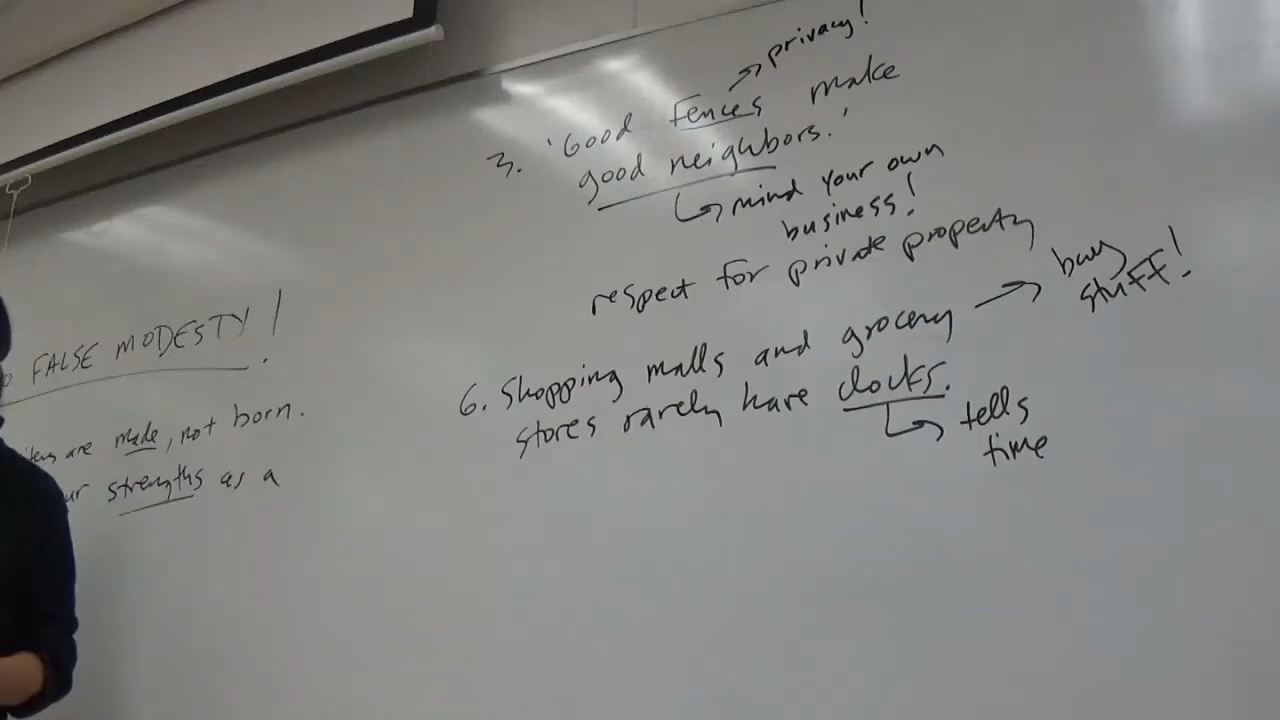 FALSE MODESTY!
are made, not born.
strengths as a
privacy!
3. 'Good Fences make
good neighbors.'
mind your own
business!
respect for private property
6. Shopping malls and grocery
stores rarely have clocks.
buy
stuff!
tells
time